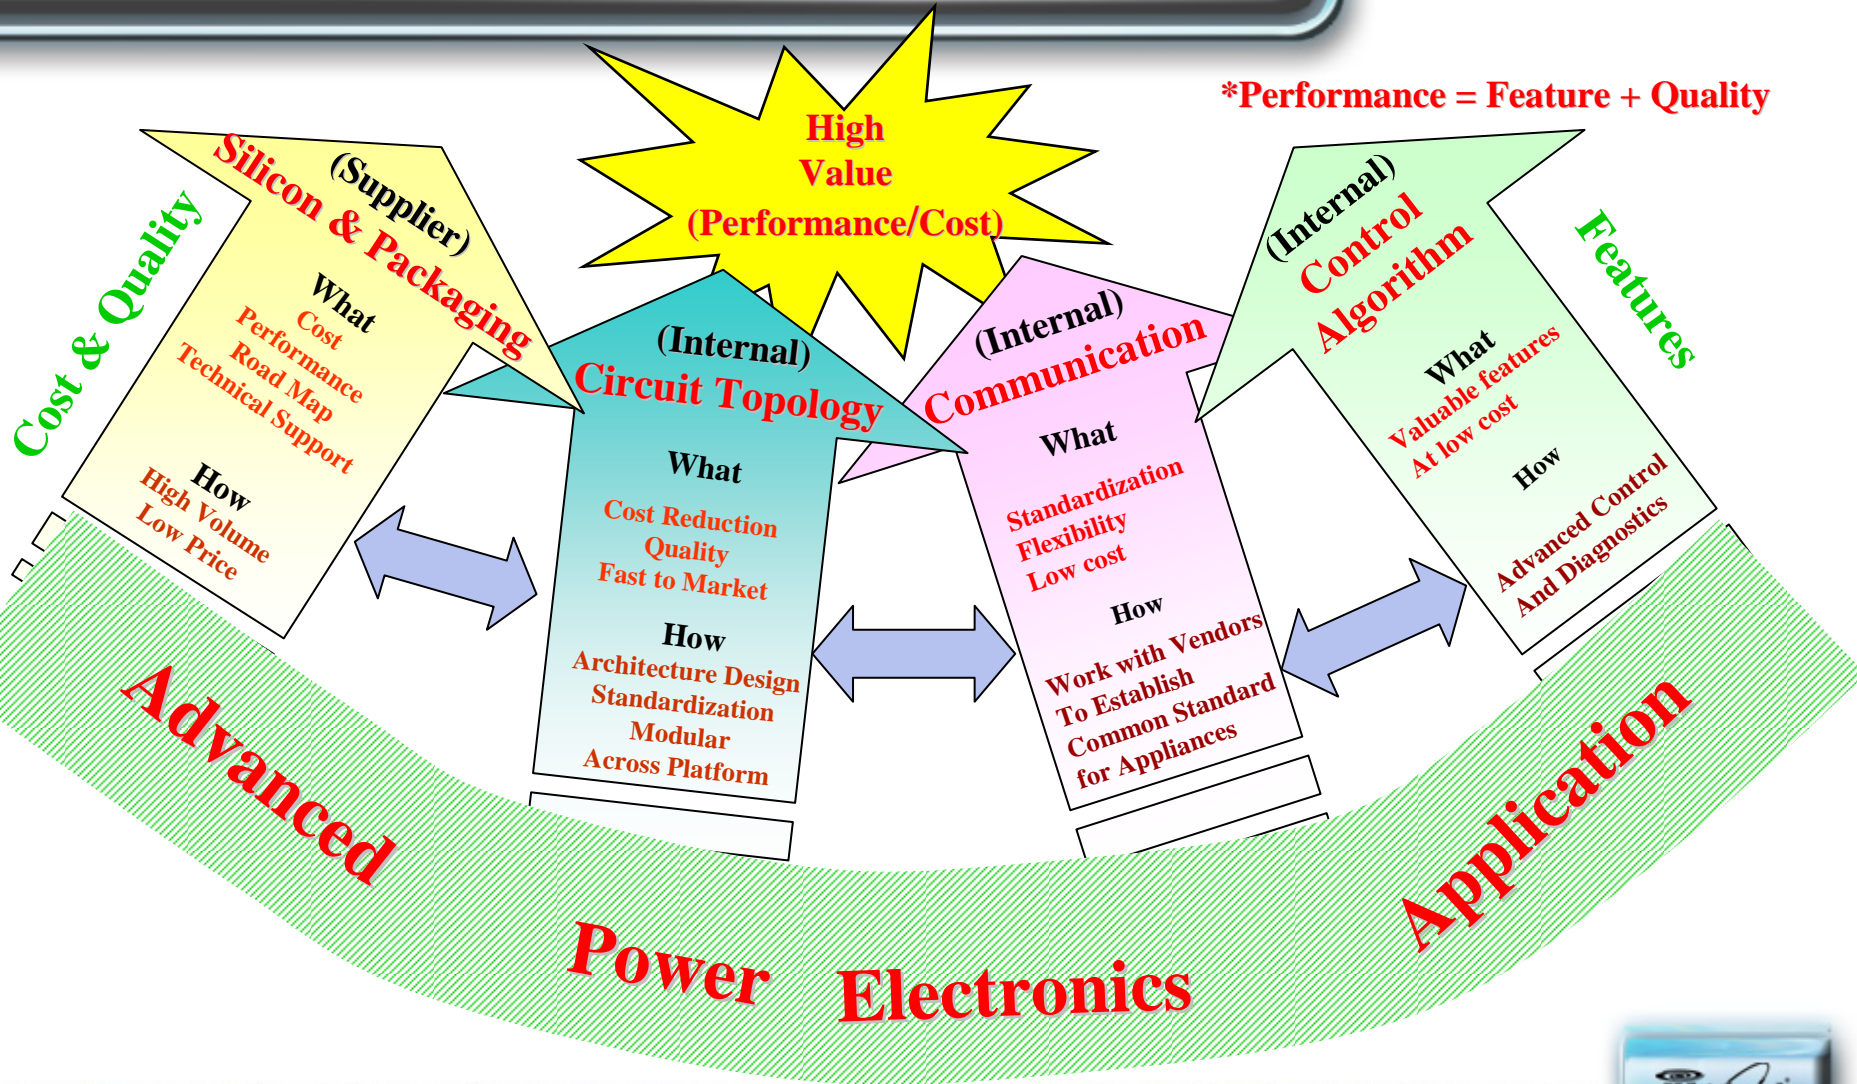 *Performance = Feature + Quality
High
Value
(Performance/Cost)
Cost & Quality
(Supplier)
Silicon & Packaging
What
Cost
Performance
Road Map
Technical Support
How
High Volume
Low Price
(Internal)
Circuit Topology
What
Cost Reduction
Quality
Fast to Market
How
Architecture Design
Standardization
Modular
Across Platform
(Internal)
Communication
What
Standardization
Flexibility
Low cost
How
Work with Vendors
To Establish
Common Standard
for Appliances
(Internal)
Control
Algorithm
What
Valuable features
At low cost
How
Advanced Control
And Diagnostics
Features
Advanced
Power
Electronics
Application